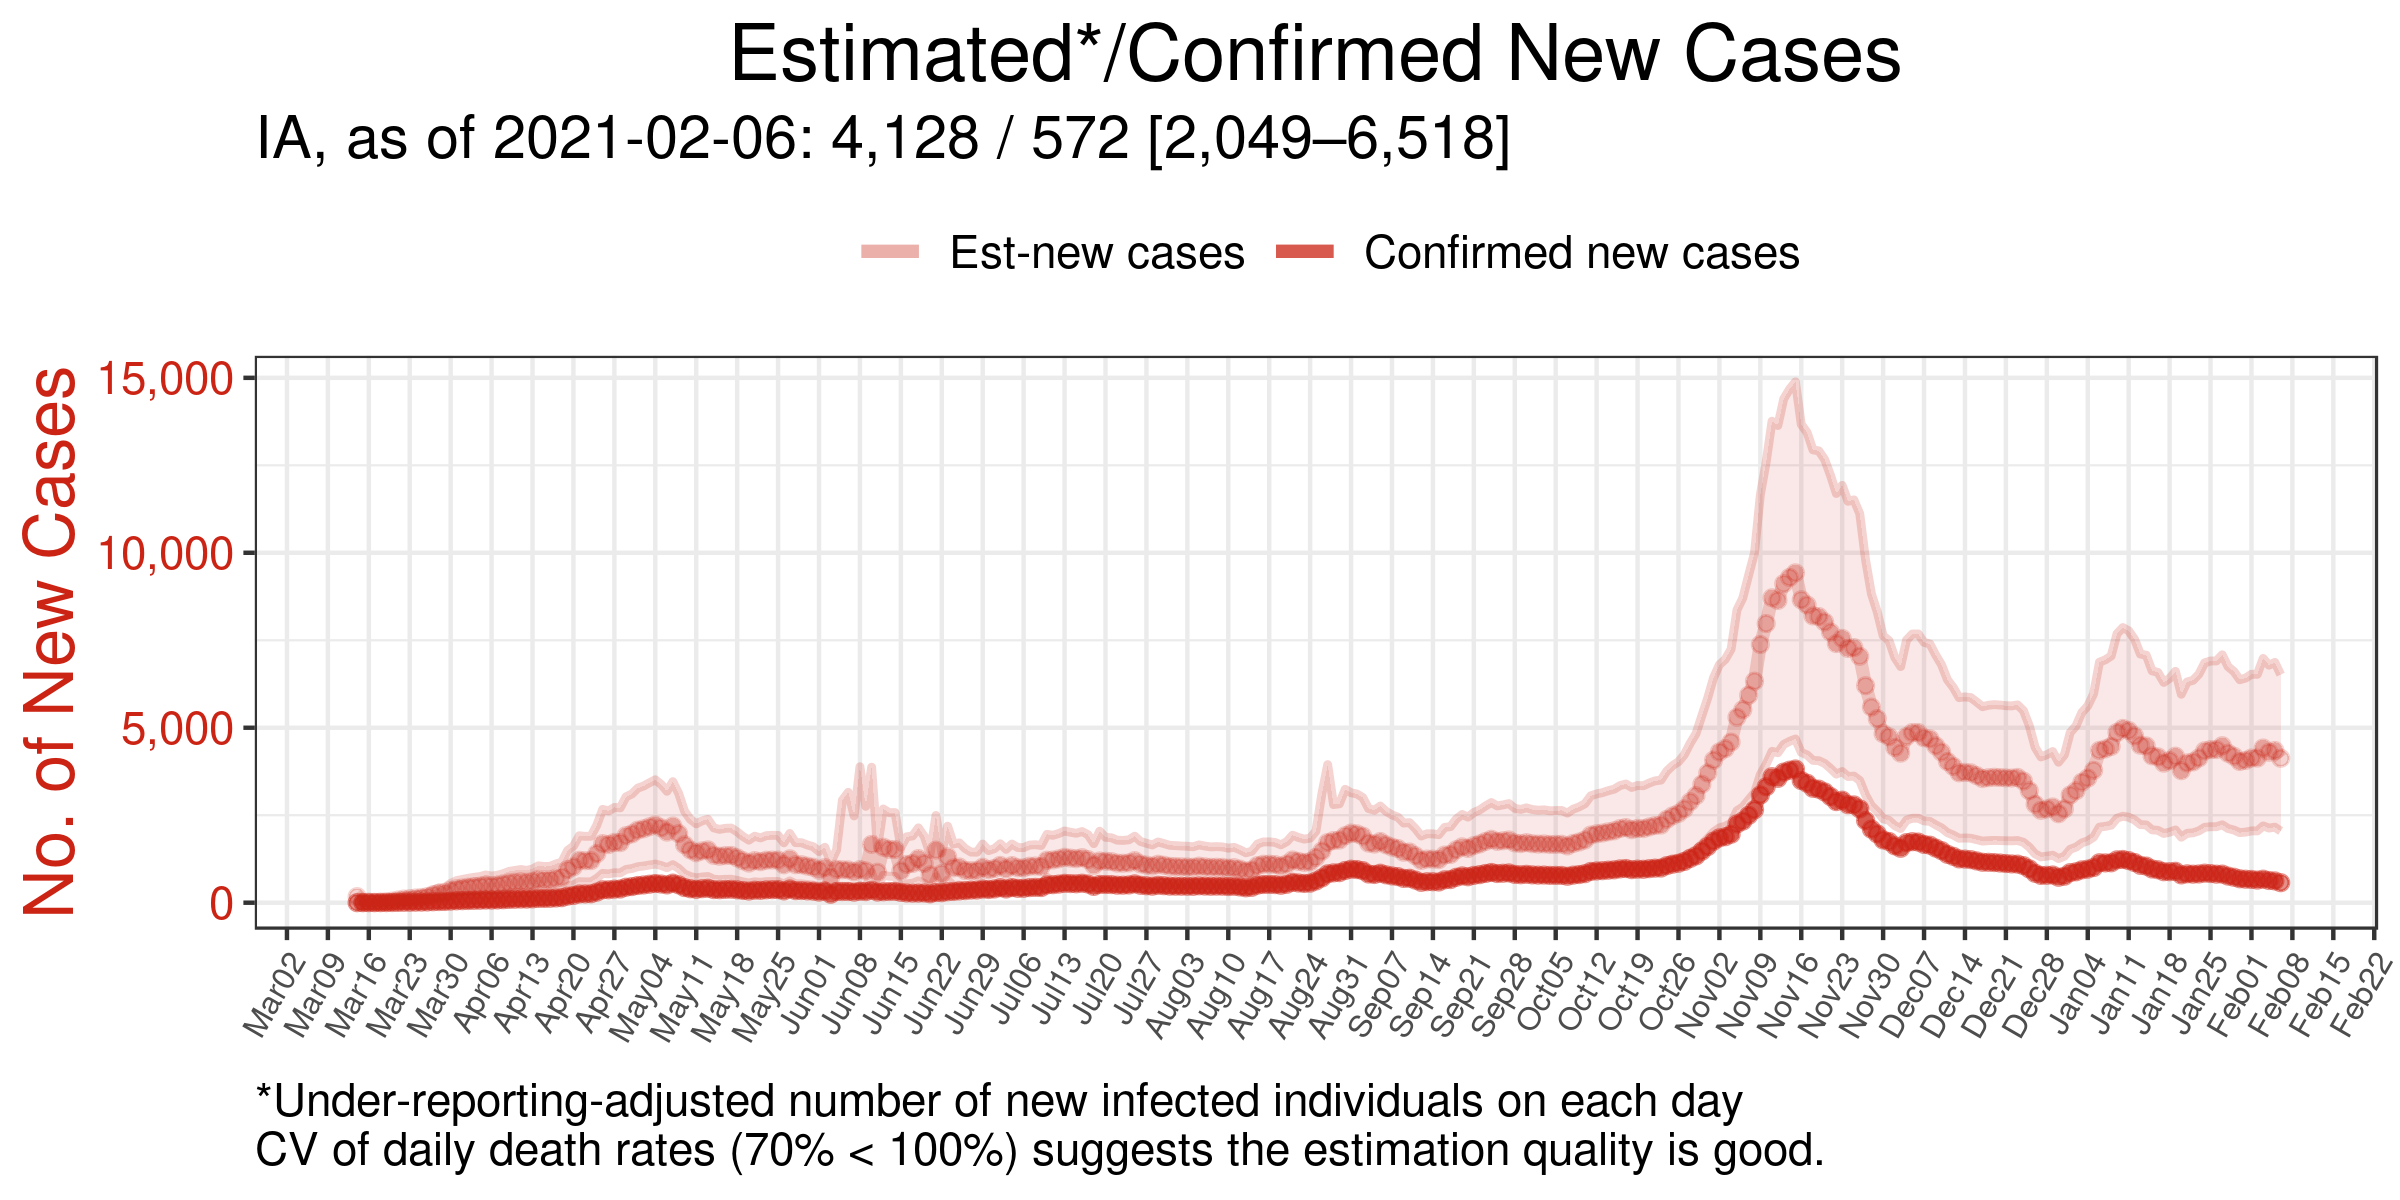 Estimated*/Confirmed New Cases
IA, as of 2021-02-06: 4,128 / 572 [2,049–6,518]
Est-new cases
Confirmed new cases
No. of New Cases
15,000
10,000
5,000
0
Mar02
Mar09
Mar16
Mar23
Mar30
Apr06
Apr13
Apr20
Apr27
May04
May11
May18
May25
Jun01
Jun08
Jun15
Jun22
Jun29
Jul06
Jul13
Jul20
Jul27
Aug03
Aug10
Aug17
Aug24
Aug31
Sep07
Sep14
Sep21
Sep28
Oct05
Oct12
Oct19
Oct26
Nov02
Nov09
Nov16
Nov23
Nov30
Dec07
Dec14
Dec21
Dec28
Jan04
Jan11
Jan18
Jan25
Feb01
Feb08
Feb15
Feb22
*Under-reporting-adjusted number of new infected individuals on each day
CV of daily death rates (70% < 100%) suggests the estimation quality is good.